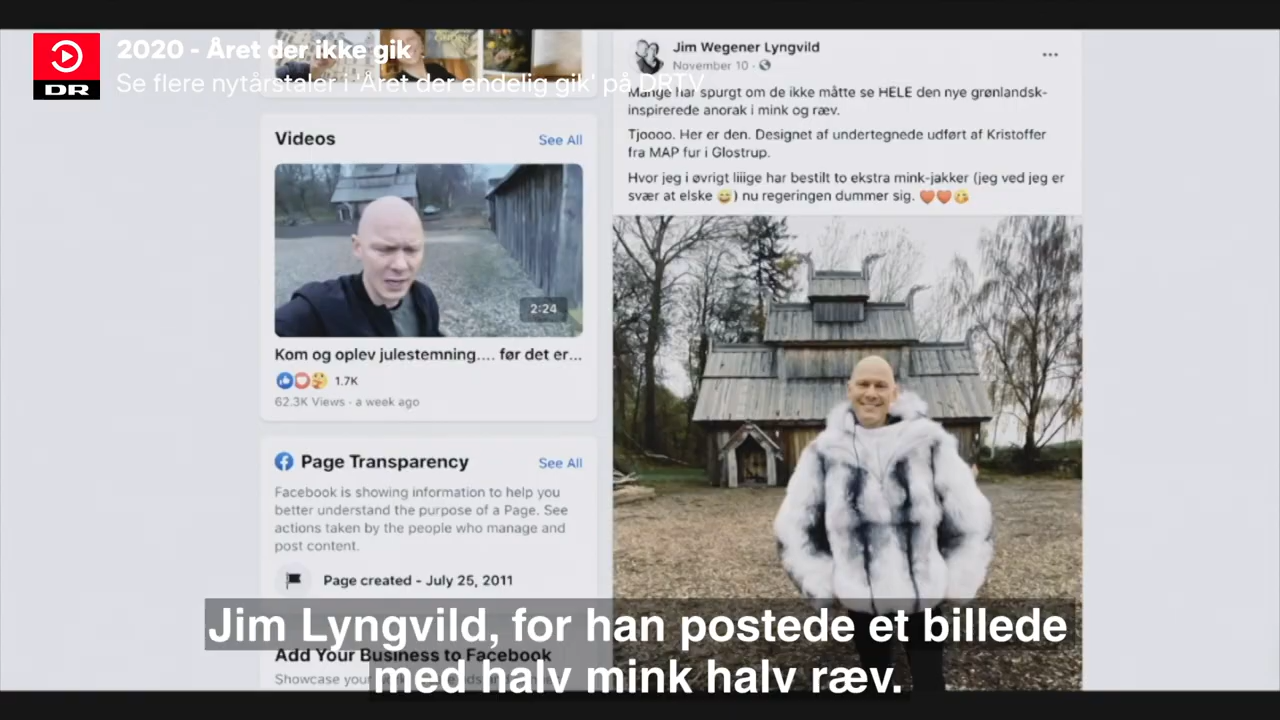 2020 - Året der ikke gik
Se flere nytårstaler i 'Året der endelig gik' på DRTV
DR
Videos
See All
2:24
Kom og oplev julestemning.... før det er...
1.7K
62.3K Views · a week ago
Page Transparency
See All
Facebook is showing information to help you
better understand the purpose of a Page. See
actions taken by the people who manage and
post content.
Page created - July 25, 2011
Add Your Business to Facebook
Showcase your
Jim Wegener Lyngvild
November 10 ·
Mange har spurgt om de ikke måtte se HELE den nye grønlandsk-
inspirerede anorak i mink og ræv.
Tjoooo. Her er den. Designet af undertegnede udført af Kristoffer
fra MAP fur i Glostrup.
Hvor jeg i øvrigt liiige har bestilt to ekstra mink-jakker (jeg ved jeg er
svær at elske 😅) nu regeringen dummer sig. ❤️❤️😘
Jim Lyngvild, for han postede et billede
med halv mink halv ræv.